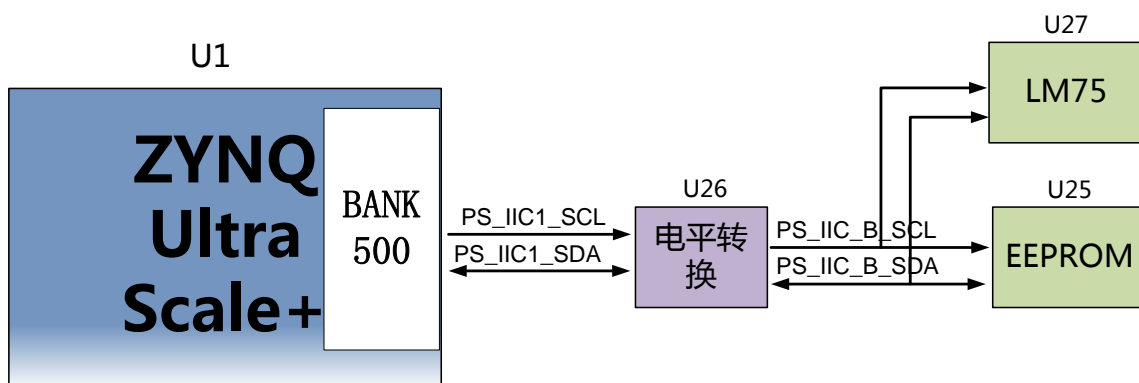 U1
ZYNQ
Ultra
Scale+
BANK
500
PS_IIC1_SCL
PS_IIC1_SDA
U26
电平转
换
PS_IIC_B_SCL
PS_IIC_B_SDA
U27
LM75
U25
EEPROM